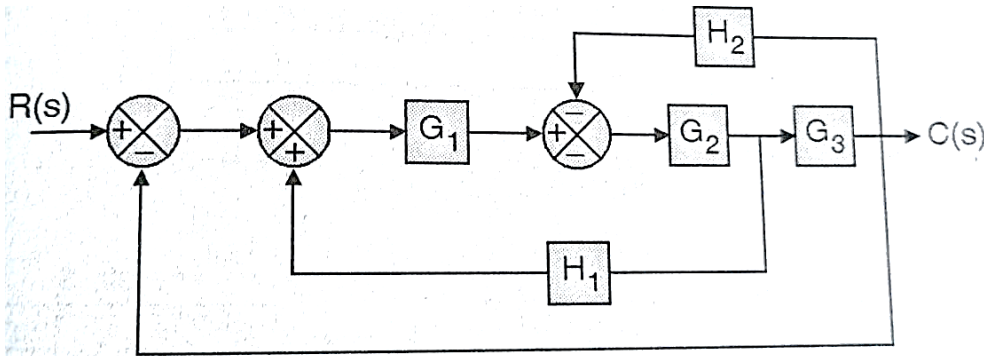 H₂
R(s) + − + + G₁ + − − G₂ G₃ C(s)
H₁